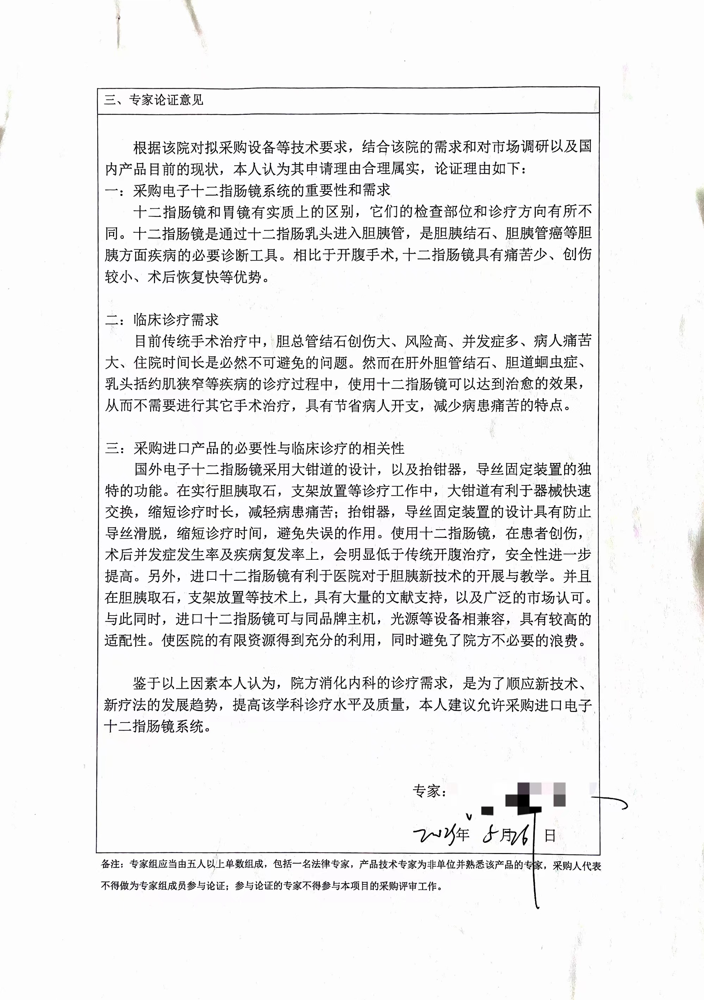 三、专家论证意见
根据该院对拟采购设备等技术要求，结合该院的需求和对市场调研以及国
内产品目前的现状，本人认为其申请理由合理属实，论证理由如下：
一：采购电子十二指肠镜系统的重要性和需求
十二指肠镜和胃镜有实质上的区别，它们的检查部位和诊疗方向有所不
同。十二指肠镜是通过十二指肠乳头进入胆胰管，是胆胰结石、胆胰管癌等胆
胰方面疾病的必要诊断工具。相比于开腹手术,十二指肠镜具有痛苦少、创伤
较小、术后恢复快等优势。
二：临床诊疗需求
目前传统手术治疗中，胆总管结石创伤大、风险高、并发症多、病人痛苦
大、住院时间长是必然不可避免的问题。然而在肝外胆管结石、胆道蛔虫症、
乳头括约肌狭窄等疾病的诊疗过程中，使用十二指肠镜可以达到治愈的效果，
从而不需要进行其它手术治疗，具有节省病人开支，减少病患痛苦的特点。
三：采购进口产品的必要性与临床诊疗的相关性
国外电子十二指肠镜采用大钳道的设计，以及抬钳器，导丝固定装置的独
特的功能。在实行胆胰取石，支架放置等诊疗工作中，大钳道有利于器械快速
交换，缩短诊疗时长，减轻病患痛苦；抬钳器，导丝固定装置的设计具有防止
导丝滑脱，缩短诊疗时间，避免失误的作用。使用十二指肠镜，在患者创伤，
术后并发症发生率及疾病复发率上，会明显低于传统开腹治疗，安全性进一步
提高。另外，进口十二指肠镜有利于医院对于胆胰新技术的开展与教学。并且
在胆胰取石，支架放置等技术上，具有大量的文献支持，以及广泛的市场认可。
与此同时，进口十二指肠镜可与同品牌主机，光源等设备相兼容，具有较高的
适配性。使医院的有限资源得到充分的利用，同时避免了院方不必要的浪费。
鉴于以上因素本人认为，院方消化内科的诊疗需求，是为了顺应新技术、
新疗法的发展趋势，提高该学科诊疗水平及质量，本人建议允许采购进口电子
十二指肠镜系统。
专家：
年 5月26日
备注：专家组应当由五人以上单数组成，包括一名法律专家，产品技术专家为非单位并熟悉该产品的专家，采购人代表
不得做为专家组成员参与论证；参与论证的专家不得参与本项目的采购评审工作。